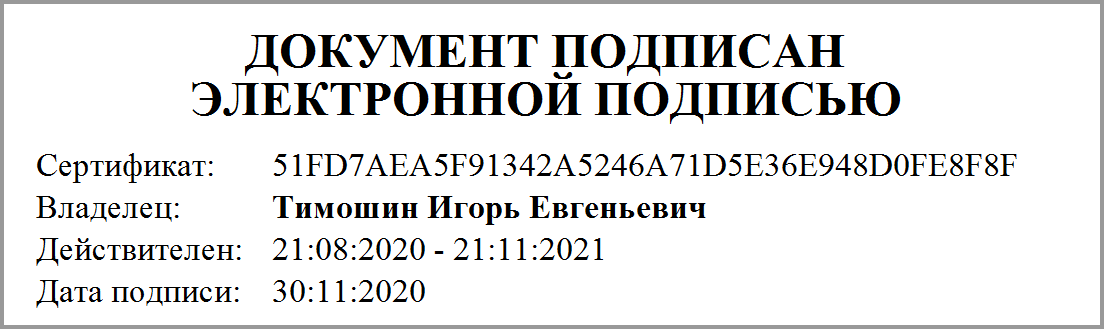 ДОКУМЕНТ ПОДПИСАН
ЭЛЕКТРОННОЙ ПОДПИСЬЮ
Сертификат: 51FD7AEA5F91342A5246A71D5E36E948D0FE8F8F
Владелец: Тимошин Игорь Евгеньевич
Действителен: 21:08:2020 - 21:11:2021
Дата подписи: 30:11:2020